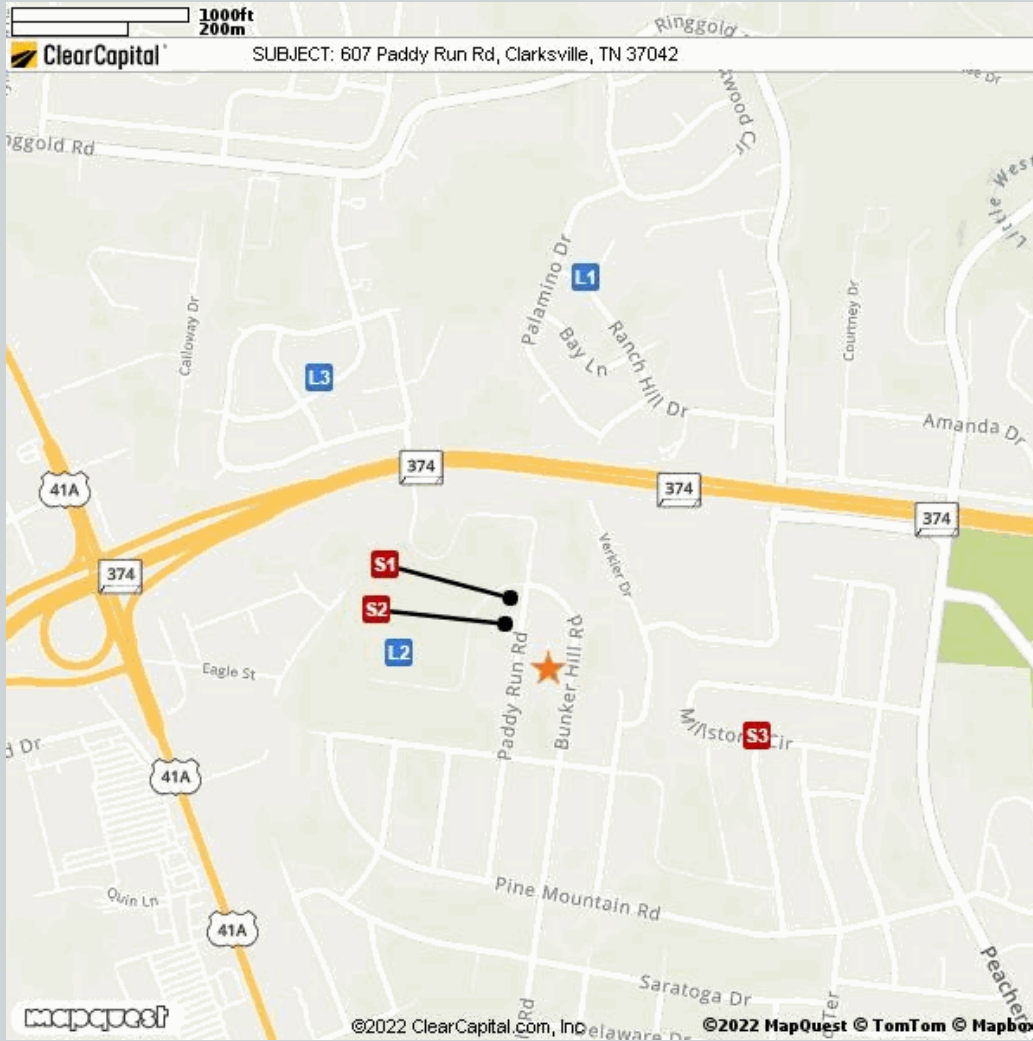 1000ft
200m
ClearCapital
SUBJECT: 607 Paddy Run Rd, Clarksville, TN 37042
Ringgold
Cir
Palamino Dr
L1
Calloway Dr
Bay Ln
Ranch Hill Dr
Courtney Dr
L3
Amanda Dr
374
41A
374
374
374
S1
Verkler Dr
S2
L2
Paddy Run Rd
Bunker Hill Rd
Eagle St
S3
Cir
41A
Quin Ln
Pine Mountain Rd
41A
Saratoga Dr
Delaware Dr
mapquest
©2022 ClearCapital.com, Inc
©2022 MapQuest © TomTom © Mapbox